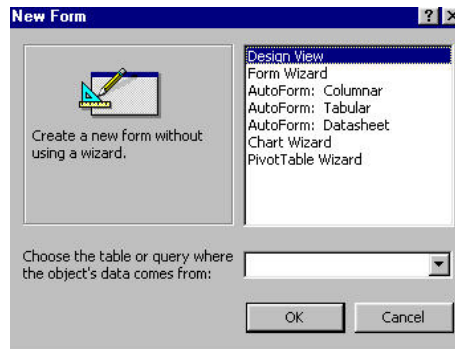 New Form
Design View
Form Wizard
AutoForm: Columnar
AutoForm: Tabular
AutoForm: Datasheet
Chart Wizard
PivotTable Wizard
Create a new form without
using a wizard.
Choose the table or query where
the object's data comes from:
OK
Cancel